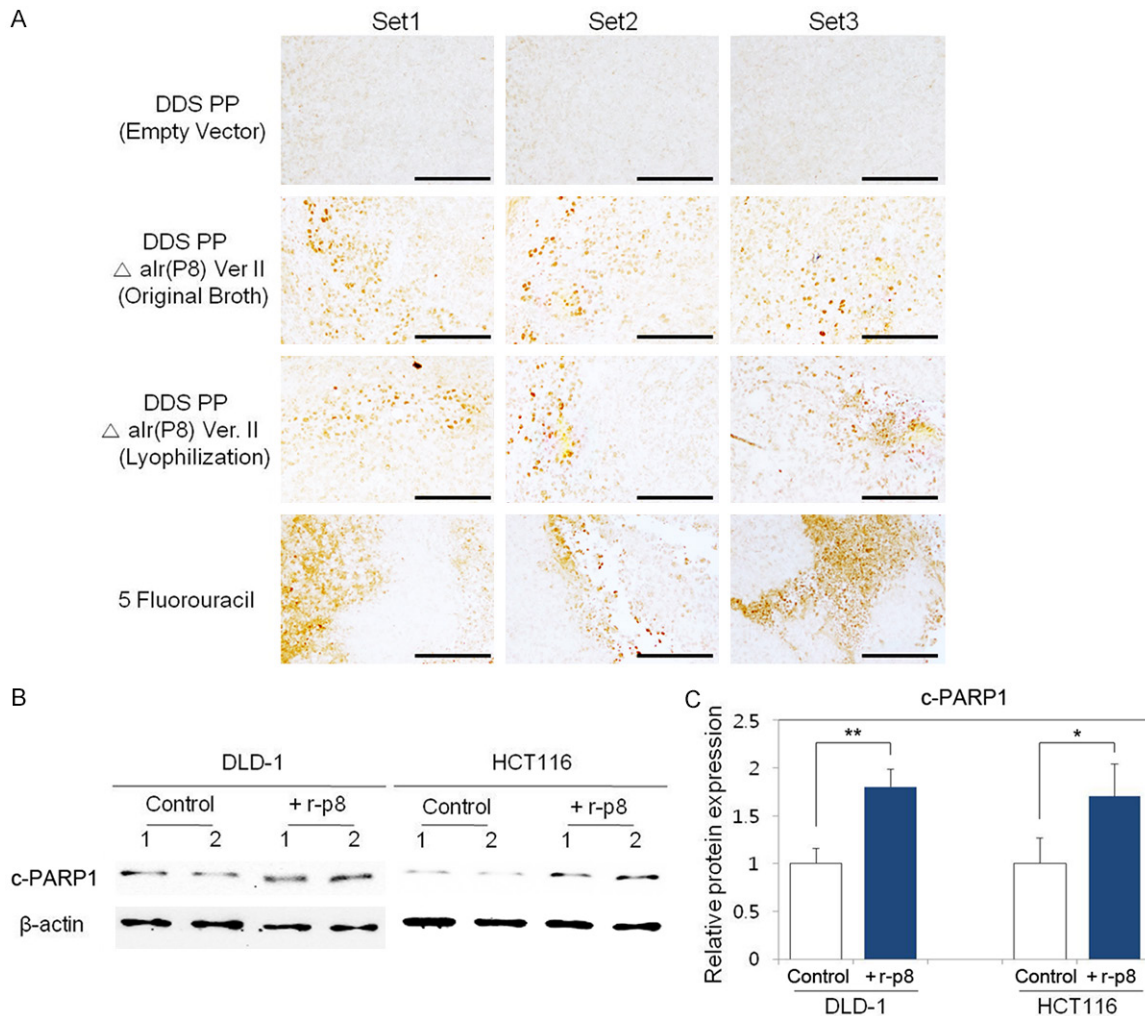 A
Set1 Set2 Set3
DDS PP
(Empty Vector)
DDS PP
△ alr(P8) Ver II
(Original Broth)
DDS PP
△ alr(P8) Ver. II
(Lyophilization)
5 Fluorouracil
B
DLD-1 HCT116
Control + r-p8 Control + r-p8
1 2 1 2 1 2 1 2
c-PARP1
β-actin
C
c-PARP1
Relative protein expression
2.5
2
1.5
1
0.5
0
** *
Control + r-p8 Control + r-p8
DLD-1 HCT116